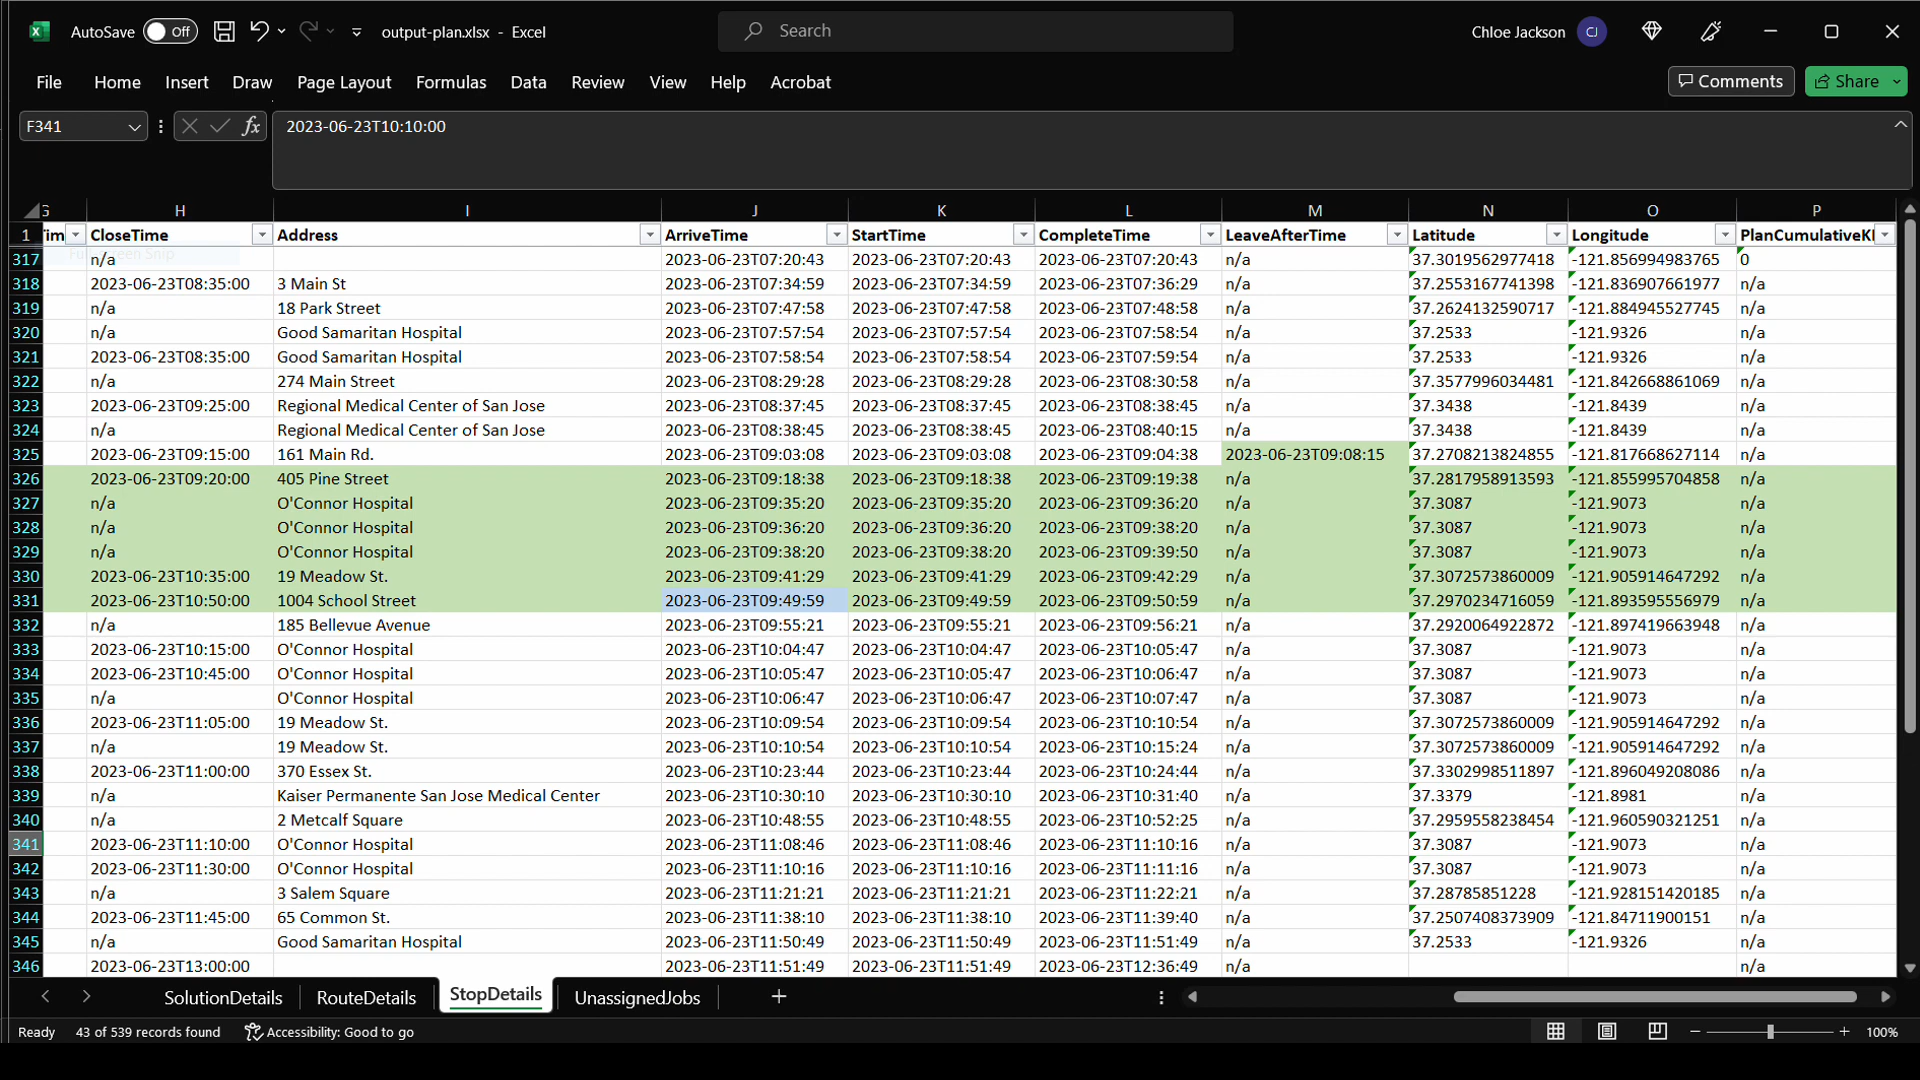 AutoSave Off output-plan.xlsx - Excel Search Chloe Jackson CJ
File Home Insert Draw Page Layout Formulas Data Review View Help Acrobat Comments Share
F341 fx 2023-06-23T10:10:00
H I J K L M N O P
1 CloseTime Address ArriveTime StartTime CompleteTime LeaveAfterTime Latitude Longitude
317 n/a 2023-06-23T07:20:43 2023-06-23T07:20:43 2023-06-23T07:20:43 n/a 37.3019562977418 -121.856994983765 0
318 2023-06-23T08:35:00 3 Main St 2023-06-23T07:34:59 2023-06-23T07:34:59 2023-06-23T07:36:29 n/a 37.2553167741398 -121.836907661977 n/a
319 n/a 18 Park Street 2023-06-23T07:47:58 2023-06-23T07:47:58 2023-06-23T07:48:58 n/a 37.2624132590717 -121.884945527745 n/a
320 n/a Good Samaritan Hospital 2023-06-23T07:57:54 2023-06-23T07:57:54 2023-06-23T07:58:54 n/a 37.2533 -121.9326 n/a
321 2023-06-23T08:35:00 Good Samaritan Hospital 2023-06-23T07:58:54 2023-06-23T07:58:54 2023-06-23T07:59:54 n/a 37.2533 -121.9326 n/a
322 n/a 274 Main Street 2023-06-23T08:29:28 2023-06-23T08:29:28 2023-06-23T08:30:58 n/a 37.3577996034481 -121.842668861069 n/a
323 2023-06-23T09:25:00 Regional Medical Center of San Jose 2023-06-23T08:37:45 2023-06-23T08:37:45 2023-06-23T08:38:45 n/a 37.3438 -121.8439 n/a
324 n/a Regional Medical Center of San Jose 2023-06-23T08:38:45 2023-06-23T08:38:45 2023-06-23T08:40:15 n/a 37.3438 -121.8439 n/a
325 2023-06-23T09:15:00 161 Main Rd. 2023-06-23T09:03:08 2023-06-23T09:03:08 2023-06-23T09:04:38 2023-06-23T09:08:15 37.2708213824855 -121.817668627114 n/a
326 2023-06-23T09:20:00 405 Pine Street 2023-06-23T09:18:38 2023-06-23T09:18:38 2023-06-23T09:19:38 n/a 37.2817958913593 -121.855995704858 n/a
327 n/a O'Connor Hospital 2023-06-23T09:35:20 2023-06-23T09:35:20 2023-06-23T09:36:20 n/a 37.3087 -121.9073 n/a
328 n/a O'Connor Hospital 2023-06-23T09:36:20 2023-06-23T09:36:20 2023-06-23T09:38:20 n/a 37.3087 -121.9073 n/a
329 n/a O'Connor Hospital 2023-06-23T09:38:20 2023-06-23T09:38:20 2023-06-23T09:39:50 n/a 37.3087 -121.9073 n/a
330 2023-06-23T10:35:00 19 Meadow St. 2023-06-23T09:41:29 2023-06-23T09:41:29 2023-06-23T09:42:29 n/a 37.3072573860009 -121.905914647292 n/a
331 2023-06-23T10:50:00 1004 School Street 2023-06-23T09:49:59 2023-06-23T09:49:59 2023-06-23T09:50:59 n/a 37.2970234716059 -121.893595556979 n/a
332 n/a 185 Bellevue Avenue 2023-06-23T09:55:21 2023-06-23T09:55:21 2023-06-23T09:56:21 n/a 37.2920064922872 -121.897419663948 n/a
333 2023-06-23T10:15:00 O'Connor Hospital 2023-06-23T10:04:47 2023-06-23T10:04:47 2023-06-23T10:05:47 n/a 37.3087 -121.9073 n/a
334 2023-06-23T10:45:00 O'Connor Hospital 2023-06-23T10:05:47 2023-06-23T10:05:47 2023-06-23T10:06:47 n/a 37.3087 -121.9073 n/a
335 n/a O'Connor Hospital 2023-06-23T10:06:47 2023-06-23T10:06:47 2023-06-23T10:07:47 n/a 37.3087 -121.9073 n/a
336 2023-06-23T11:05:00 19 Meadow St. 2023-06-23T10:09:54 2023-06-23T10:09:54 2023-06-23T10:10:54 n/a 37.3072573860009 -121.905914647292 n/a
337 n/a 19 Meadow St. 2023-06-23T10:10:54 2023-06-23T10:10:54 2023-06-23T10:15:24 n/a 37.3072573860009 -121.905914647292 n/a
338 2023-06-23T11:00:00 370 Essex St. 2023-06-23T10:23:44 2023-06-23T10:23:44 2023-06-23T10:24:44 n/a 37.3302998511897 -121.896049208086 n/a
339 n/a Kaiser Permanente San Jose Medical Center 2023-06-23T10:30:10 2023-06-23T10:30:10 2023-06-23T10:31:40 n/a 37.3379 -121.8981 n/a
340 n/a 2 Metcalf Square 2023-06-23T10:48:55 2023-06-23T10:48:55 2023-06-23T10:52:25 n/a 37.2959558238454 -121.960590321251 n/a
341 2023-06-23T11:10:00 O'Connor Hospital 2023-06-23T11:08:46 2023-06-23T11:08:46 2023-06-23T11:10:16 n/a 37.3087 -121.9073 n/a
342 2023-06-23T11:30:00 O'Connor Hospital 2023-06-23T11:10:16 2023-06-23T11:10:16 2023-06-23T11:11:16 n/a 37.3087 -121.9073 n/a
343 n/a 3 Salem Square 2023-06-23T11:21:21 2023-06-23T11:21:21 2023-06-23T11:22:21 n/a 37.28785851228 -121.928151420185 n/a
344 2023-06-23T11:45:00 65 Common St. 2023-06-23T11:38:10 2023-06-23T11:38:10 2023-06-23T11:39:40 n/a 37.2507408373909 -121.84711900151 n/a
345 n/a Good Samaritan Hospital 2023-06-23T11:50:49 2023-06-23T11:50:49 2023-06-23T11:51:49 n/a 37.2533 -121.9326 n/a
346 2023-06-23T13:00:00 2023-06-23T11:51:49 2023-06-23T11:51:49 2023-06-23T12:36:49 n/a n/a
SolutionDetails RouteDetails StopDetails UnassignedJobs
Ready 43 of 539 records found Accessibility: Good to go 100%